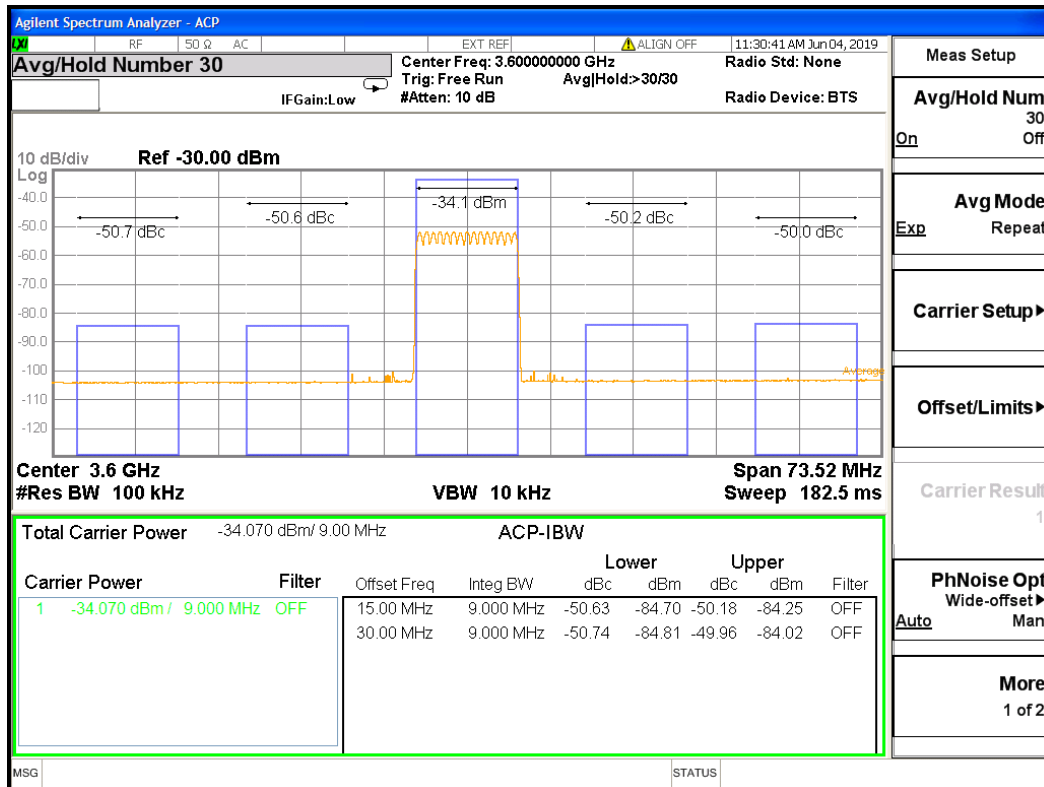 Agilent Spectrum Analyzer - ACP
LXI RF 50 Ω AC EXT REF ALIGN OFF 11:30:41 AM Jun 04, 2019
Avg/Hold Number 30
Center Freq: 3.600000000 GHz Radio Std: None
Trig: Free Run Avg|Hold:>30/30
IFGain:Low #Atten: 10 dB Radio Device: BTS
10 dB/div Ref -30.00 dBm
Log
-40.0
-50.0
-60.0
-70.0
-80.0
-90.0
-100
-110
-120
-50.7 dBc
-50.6 dBc
-34.1 dBm
-50.2 dBc
-50.0 dBc
Average
Center 3.6 GHz Span 73.52 MHz
#Res BW 100 kHz VBW 10 kHz Sweep 182.5 ms
Total Carrier Power -34.070 dBm/ 9.00 MHz ACP-IBW
Lower Upper
Carrier Power Filter Offset Freq Integ BW dBc dBm dBc dBm Filter
1 -34.070 dBm / 9.000 MHz OFF 15.00 MHz 9.000 MHz -50.63 -84.70 -50.18 -84.25 OFF
30.00 MHz 9.000 MHz -50.74 -84.81 -49.96 -84.02 OFF
MSG STATUS
Meas Setup
Avg/Hold Num
30
On Off
Avg Mode
Exp Repeat
Carrier Setup
Offset/Limits
Carrier Result
1
PhNoise Opt
Wide-offset
Auto Man
More
1 of 2